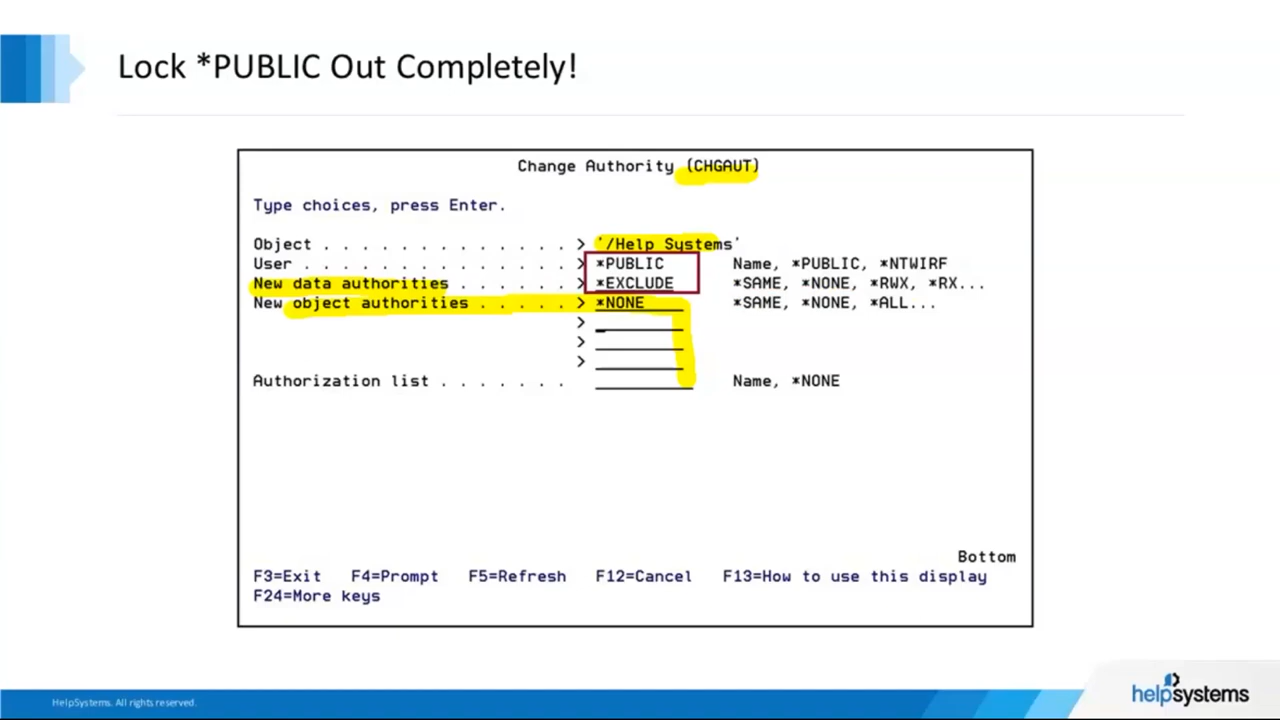 Lock *PUBLIC Out Completely!
Change Authority (CHGAUT)
Type choices, press Enter.
Object . . . . . . . . . . . . . > '/Help Systems'
User . . . . . . . . . . . . . . > *PUBLIC Name, *PUBLIC, *NTWIRF
New data authorities . . . . . . > *EXCLUDE *SAME, *NONE, *RWX, *RX...
New object authorities . . . . . > *NONE *SAME, *NONE, *ALL...
>
>
>
Authorization list . . . . . . . Name, *NONE
Bottom
F3=Exit F4=Prompt F5=Refresh F12=Cancel F13=How to use this display
F24=More keys
HelpSystems. All rights reserved.
helpsystems